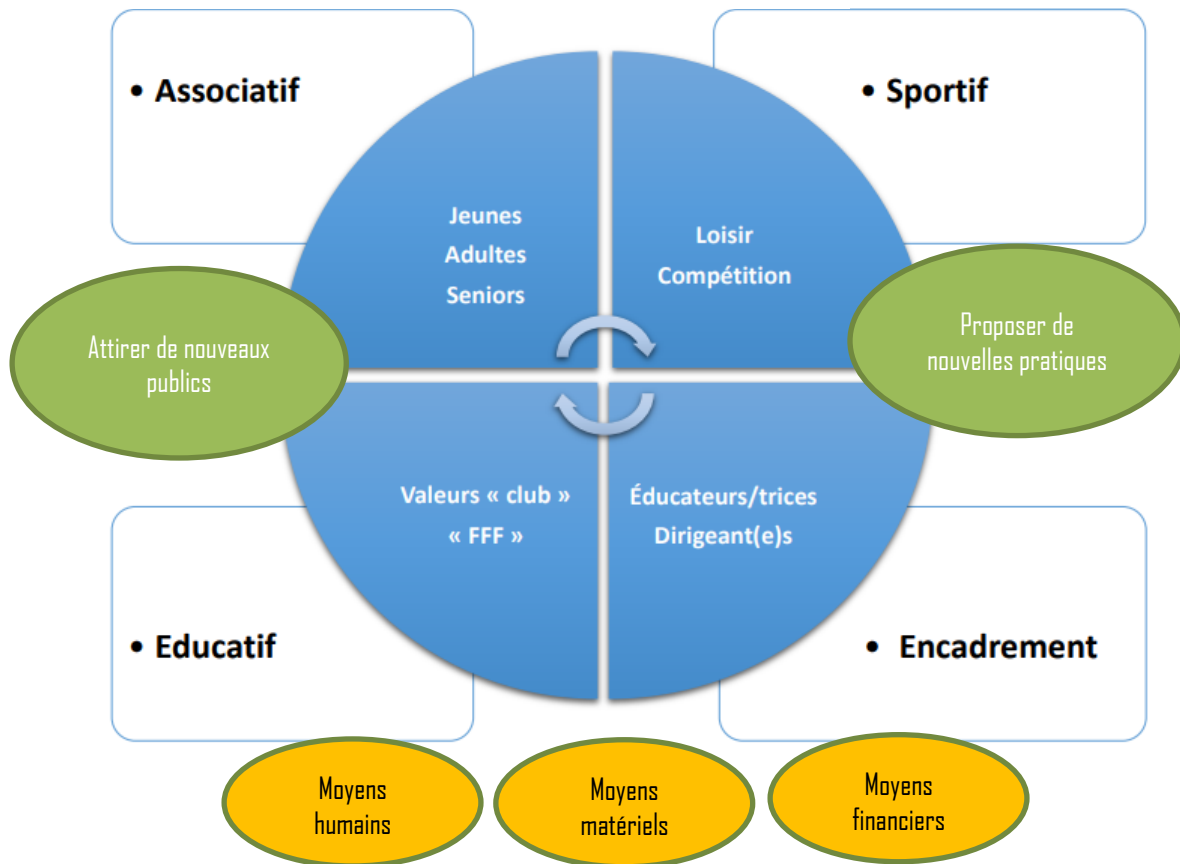 • Associatif
• Sportif
Jeunes
Adultes
Seniors
Loisir
Compétition
Attirer de nouveaux
publics
Proposer de
nouvelles pratiques
Valeurs « club »
« FFF »
Éducateurs/trices
Dirigeant(e)s
• Educatif
• Encadrement
Moyens
humains
Moyens
matériels
Moyens
financiers